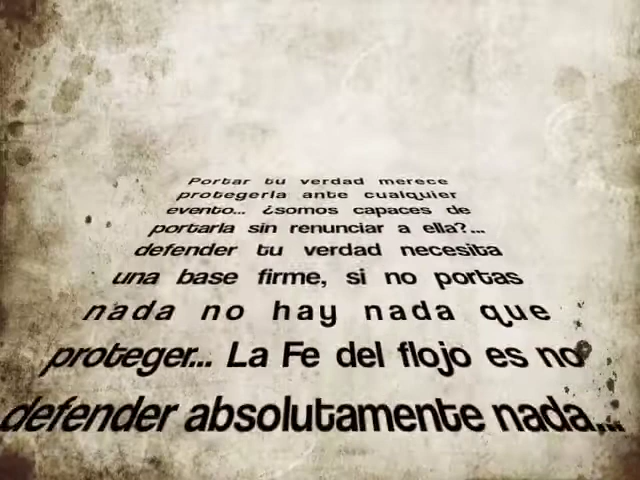 Portar tu verdad merece
protegerla ante cualquier
evento... ¿somos capaces de
portarla sin renunciar a ella?...
defender tu verdad necesita
una base firme, si no portas
nada no hay nada que
proteger... La Fe del flojo es no
defender absolutamente nada...